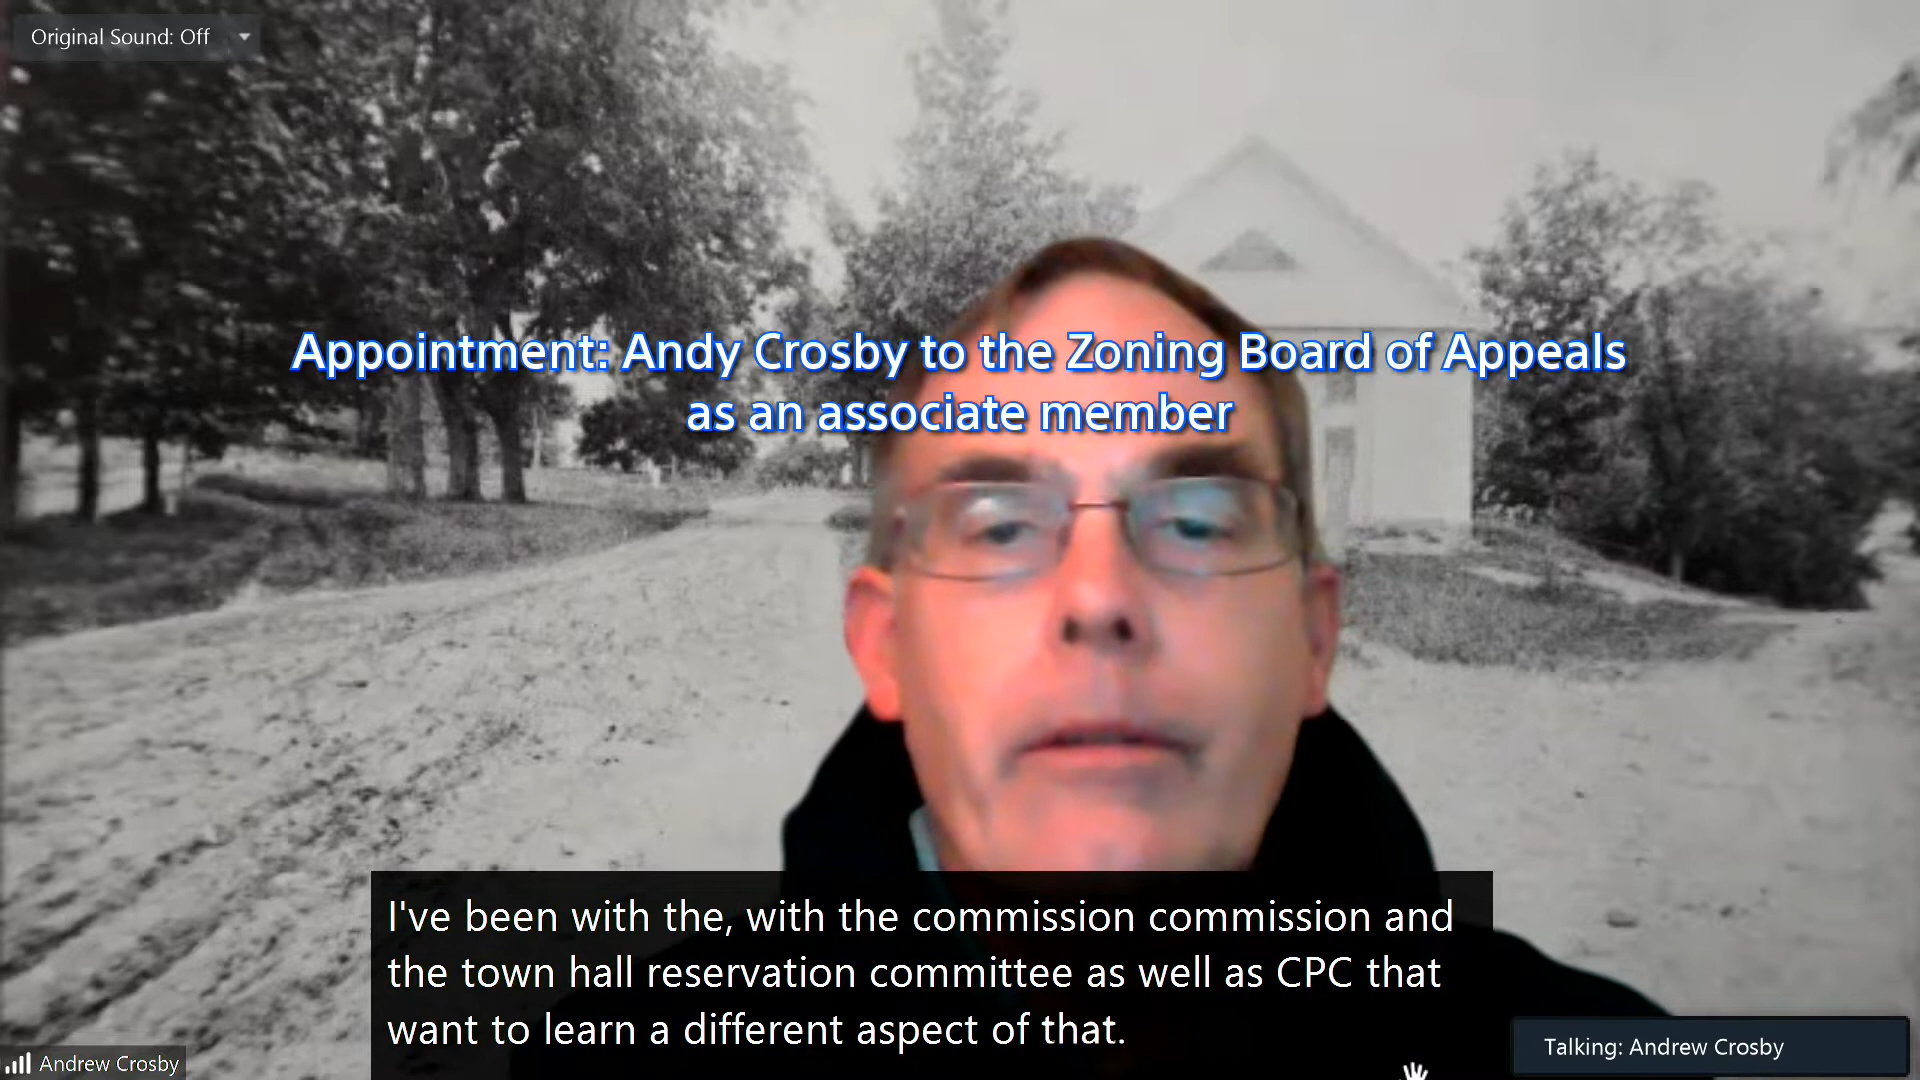 Original Sound: Off
Appointment: Andy Crosby to the Zoning Board of Appeals
as an associate member
I've been with the, with the commission commission and
the town hall reservation committee as well as CPC that
want to learn a different aspect of that.
Andrew Crosby
Talking: Andrew Crosby